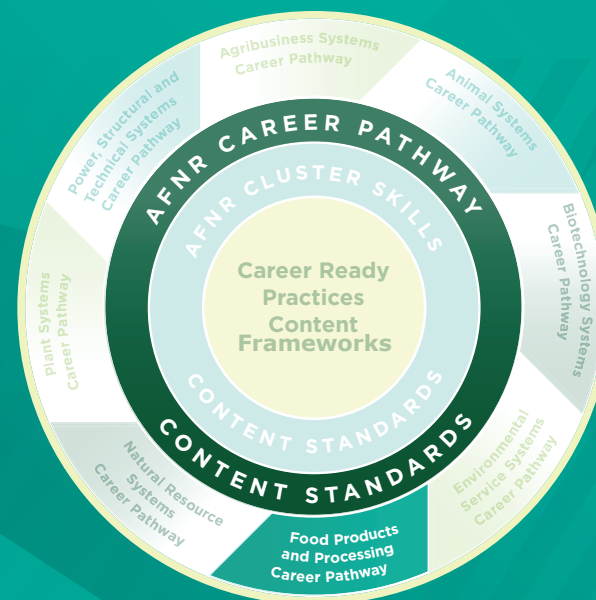 Agribusiness Systems
Career Pathway
Animal Systems
Career Pathway
Biotechnology Systems
Career Pathway
Environmental
Service Systems
Career Pathway
Food Products
and Processing
Career Pathway
Natural Resource
Systems
Career Pathway
Plant Systems
Career Pathway
Power, Structural and
Technical Systems
Career Pathway
AFNR CAREER PATHWAY
CONTENT STANDARDS
AFNR CLUSTER SKILLS
CONTENT STANDARDS
Career Ready
Practices
Content
Frameworks